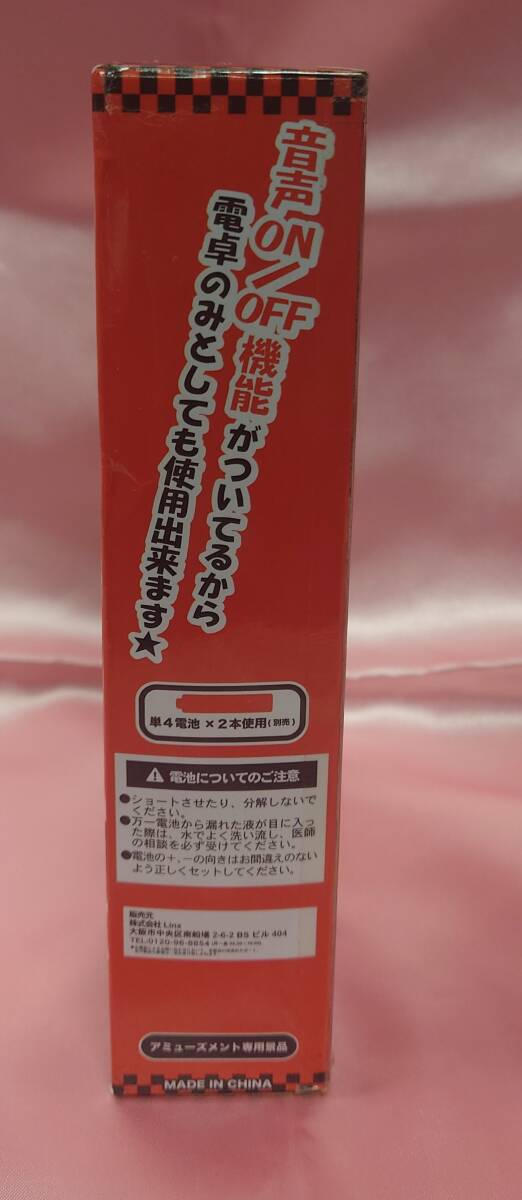 音声ON/OFF機能がついてるから
電卓のみとしても使用出来ます★
単4電池×2本使用(別売)
電池についてのご注意
●ショートさせたり、分解しないで
ください。
●万一電池から漏れた液が目に入っ
た際は、水でよく洗い流し、医師
の相談を必ず受けてください。
●電池の+、-の向きはお間違えのない
よう正しくセットしてください。
販売元
株式会社 Linx
大阪市中央区南船場 2-6-2 BS ビル 404
TEL:0120-96-8854
アミューズメント専用景品
MADE IN CHINA